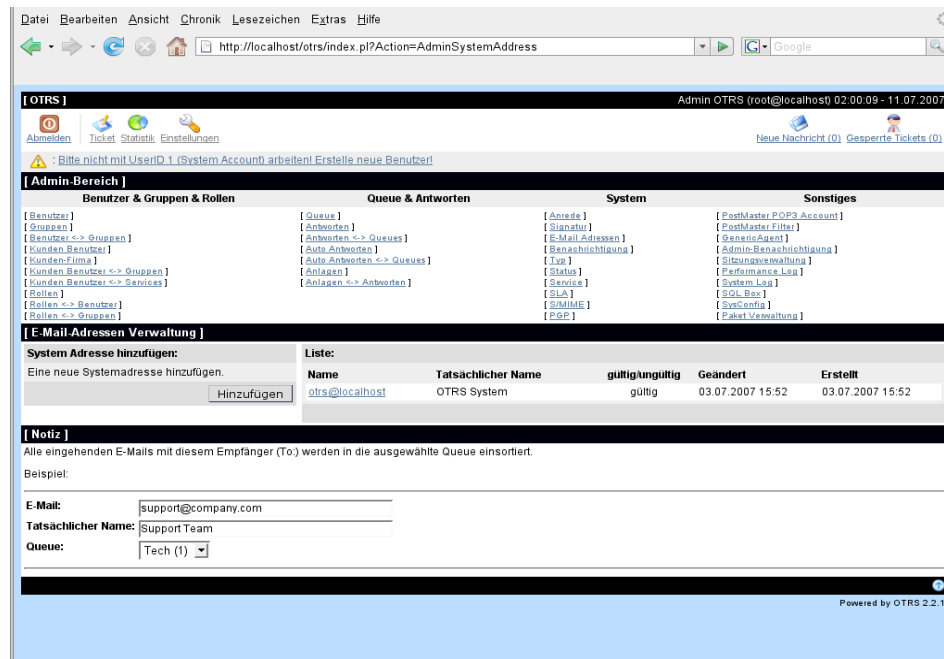 Datei Bearbeiten Ansicht Chronik Lesezeichen Extras Hilfe
http://localhost/otrs/index.pl?Action=AdminSystemAddress
G Google
[ OTRS ] Admin OTRS (root@localhost) 02:00:09 - 11.07.2007
Abmelden Ticket Statistik Einstellungen Neue Nachricht (0) Gesperrte Tickets (0)
: Bitte nicht mit UserID 1 (System Account) arbeiten! Erstelle neue Benutzer!
[ Admin-Bereich ]
Benutzer & Gruppen & Rollen Queue & Antworten System Sonstiges
[ Benutzer ] [ Queue ] [ Anrede ] [ PostMaster POP3 Account ]
[ Gruppen ] [ Antworten ] [ Signatur ] [ PostMaster Filter ]
[ Benutzer <-> Gruppen ] [ Antworten <-> Queues ] [ E-Mail Adressen ] [ GenericAgent ]
[ Kunden Benutzer ] [ Auto Antworten ] [ Benachrichtigung ] [ Admin-Benachrichtigung ]
[ Kunden-Firma ] [ Auto Antworten <-> Queues ] [ Typ ] [ Sitzungsverwaltung ]
[ Kunden Benutzer <-> Gruppen ] [ Anlagen ] [ Status ] [ Performance Log ]
[ Kunden Benutzer <-> Services ] [ Anlagen <-> Antworten ] [ Service ] [ System Log ]
[ Rollen ] [ SLA ] [ SQL Box ]
[ Rollen <-> Benutzer ] [ S/MIME ] [ SysConfig ]
[ Rollen <-> Gruppen ] [ PGP ] [ Paket Verwaltung ]
[ E-Mail-Adressen Verwaltung ]
System Adresse hinzufügen: Liste:
Eine neue Systemadresse hinzufügen. Name Tatsächlicher Name gültig/ungültig Geändert Erstellt
Hinzufügen otrs@localhost OTRS System gültig 03.07.2007 15:52 03.07.2007 15:52
[ Notiz ]
Alle eingehenden E-Mails mit diesem Empfänger (To:) werden in die ausgewählte Queue einsortiert.
Beispiel:
E-Mail: support@company.com
Tatsächlicher Name: Support Team
Queue: Tech (1)
Powered by OTRS 2.2.1